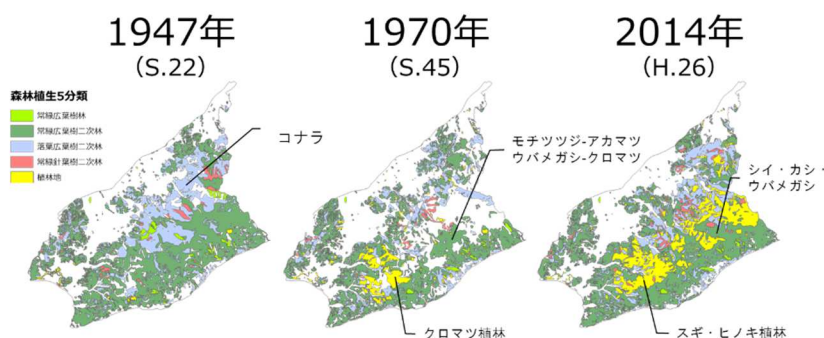 1947年
(S.22)
1970年
(S.45)
2014年
(H.26)
森林植生5分類
常緑広葉樹林
常緑広葉樹二次林
落葉広葉樹二次林
常緑針葉樹二次林
植林地
コナラ
モチツツジ-アカマツ
ウバメガシ-クロマツ
クロマツ植林
シイ・カシ・
ウバメガシ
スギ・ヒノキ植林